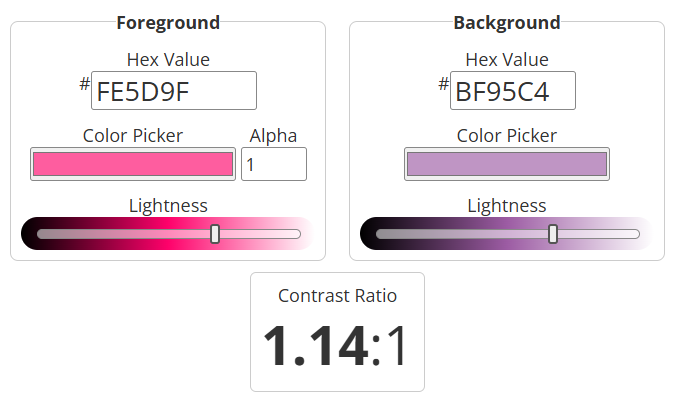 Foreground
Hex Value
# FE5D9F
Color Picker Alpha
1
Lightness
Background
Hex Value
# BF95C4
Color Picker
Lightness
Contrast Ratio
1.14:1